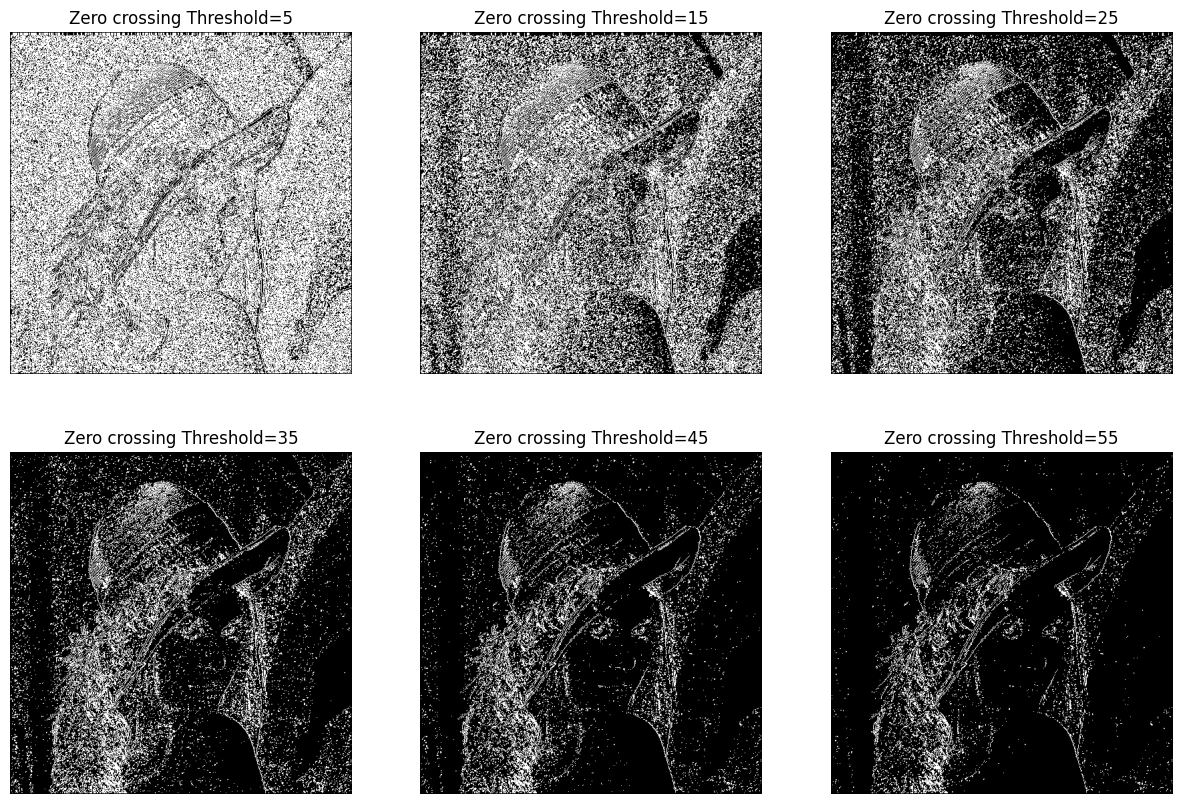 Zero crossing Threshold=5
Zero crossing Threshold=15
Zero crossing Threshold=25
Zero crossing Threshold=35
Zero crossing Threshold=45
Zero crossing Threshold=55